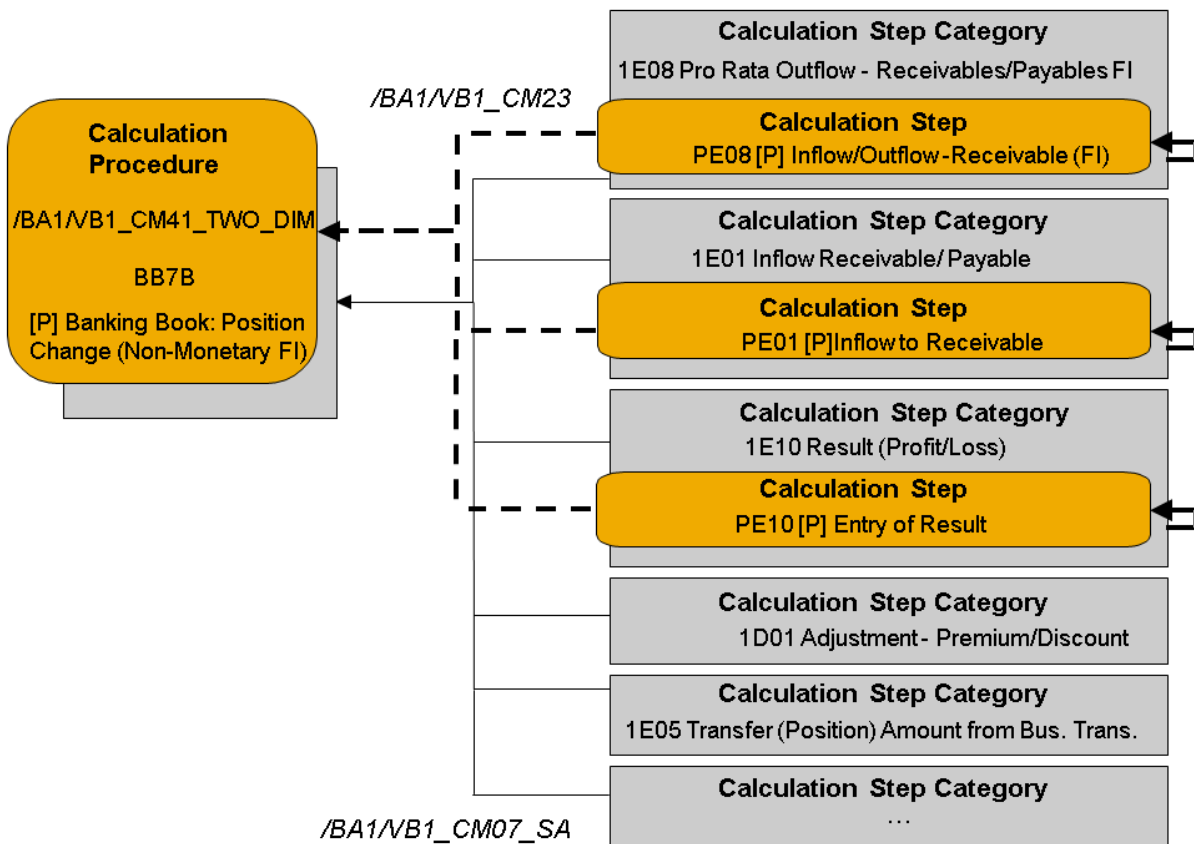 Calculation Step Category
1E08 Pro Rata Outflow - Receivables/Payables FI
/BA1/VB1_CM23
Calculation Step
PE08 [P] Inflow/Outflow-Receivable (FI)
Calculation
Procedure
/BA1/VB1_CM41_TWO_DIM
BB7B
[P] Banking Book: Position
Change (Non-Monetary FI)
Calculation Step Category
1E01 Inflow Receivable/ Payable
Calculation Step
PE01 [P]Inflow to Receivable
Calculation Step Category
1E10 Result (Profit/Loss)
Calculation Step
PE10 [P] Entry of Result
Calculation Step Category
1D01 Adjustment - Premium/Discount
Calculation Step Category
1E05 Transfer (Position) Amount from Bus. Trans.
Calculation Step Category
...
/BA1/VB1_CM07_SA